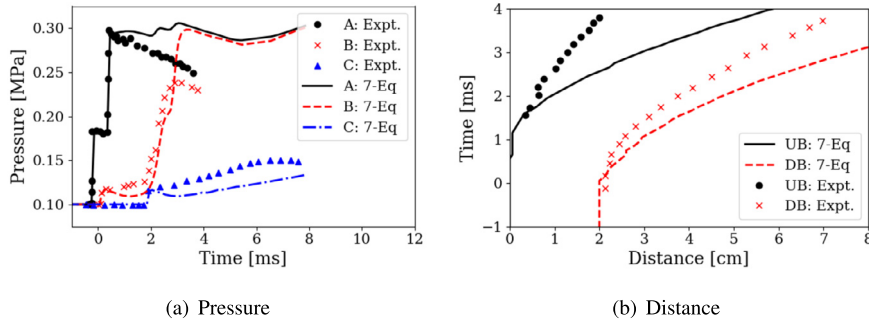 0.30
0.25
0.20
0.15
0.10
Pressure [MPa]
0 2 4 6 8 10 12
Time [ms]
A: Expt.
B: Expt.
C: Expt.
A: 7-Eq
B: 7-Eq
C: 7-Eq
(a) Pressure
4
3
2
1
0
−1
Time [ms]
0 1 2 3 4 5 6 7 8
Distance [cm]
UB: 7-Eq
DB: 7-Eq
UB: Expt.
DB: Expt.
(b) Distance